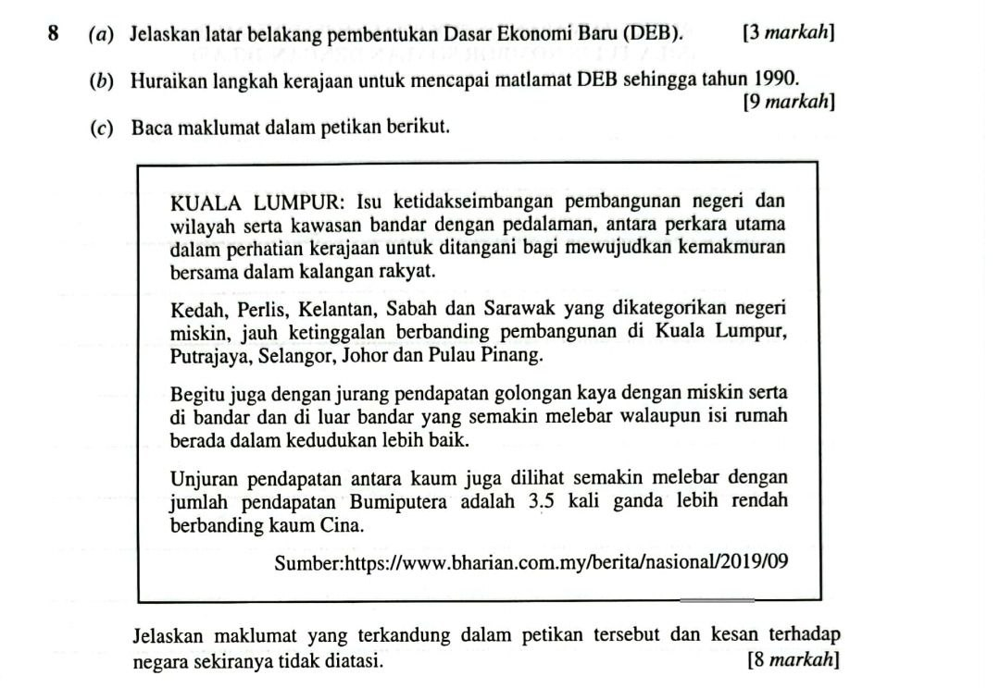 8 (a) Jelaskan latar belakang pembentukan Dasar Ekonomi Baru (DEB). [3 markah]
(b) Huraikan langkah kerajaan untuk mencapai matlamat DEB sehingga tahun 1990.
[9 markah]
(c) Baca maklumat dalam petikan berikut.
KUALA LUMPUR: Isu ketidakseimbangan pembangunan negeri dan
wilayah serta kawasan bandar dengan pedalaman, antara perkara utama
dalam perhatian kerajaan untuk ditangani bagi mewujudkan kemakmuran
bersama dalam kalangan rakyat.
Kedah, Perlis, Kelantan, Sabah dan Sarawak yang dikategorikan negeri
miskin, jauh ketinggalan berbanding pembangunan di Kuala Lumpur,
Putrajaya, Selangor, Johor dan Pulau Pinang.
Begitu juga dengan jurang pendapatan golongan kaya dengan miskin serta
di bandar dan di luar bandar yang semakin melebar walaupun isi rumah
berada dalam kedudukan lebih baik.
Unjuran pendapatan antara kaum juga dilihat semakin melebar dengan
jumlah pendapatan Bumiputera adalah 3.5 kali ganda lebih rendah
berbanding kaum Cina.
Sumber:https://www.bharian.com.my/berita/nasional/2019/09
Jelaskan maklumat yang terkandung dalam petikan tersebut dan kesan terhadap
negara sekiranya tidak diatasi. [8 markah]